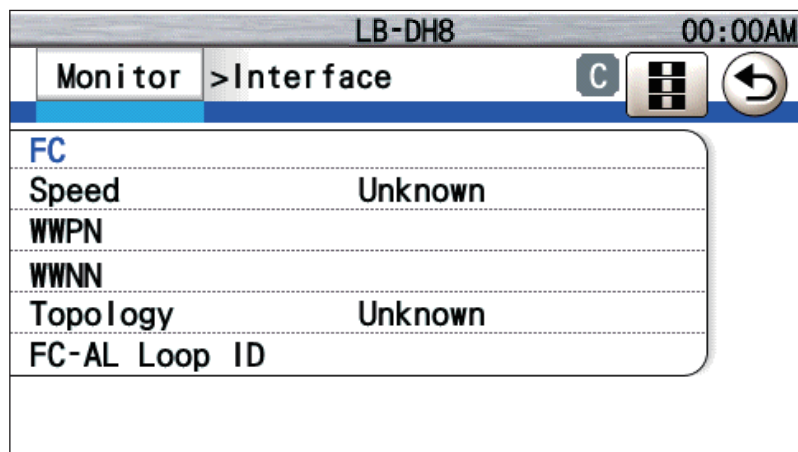 LB-DH8 00:00AM
Monitor >Interface C
FC
Speed Unknown
WWPN
WWNN
Topology Unknown
FC-AL Loop ID